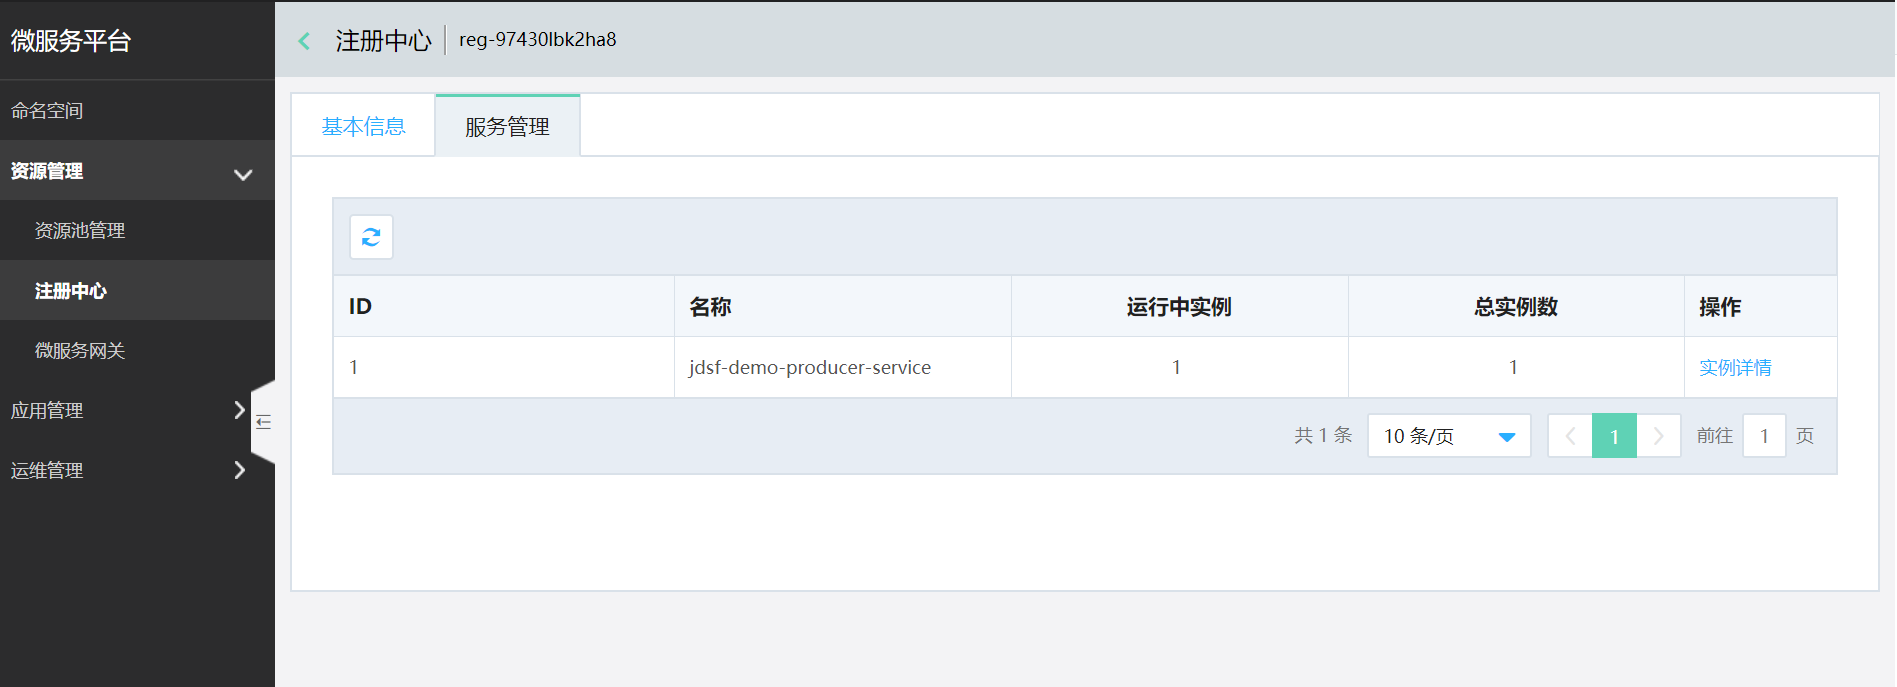 微服务平台
命名空间
资源管理
资源池管理
注册中心
微服务网关
应用管理
运维管理
注册中心 reg-97430lbk2ha8
基本信息 服务管理
ID 名称 运行中实例 总实例数 操作
1 jdsf-demo-producer-service 1 1 实例详情
共 1 条 10 条/页 1 前往 1 页